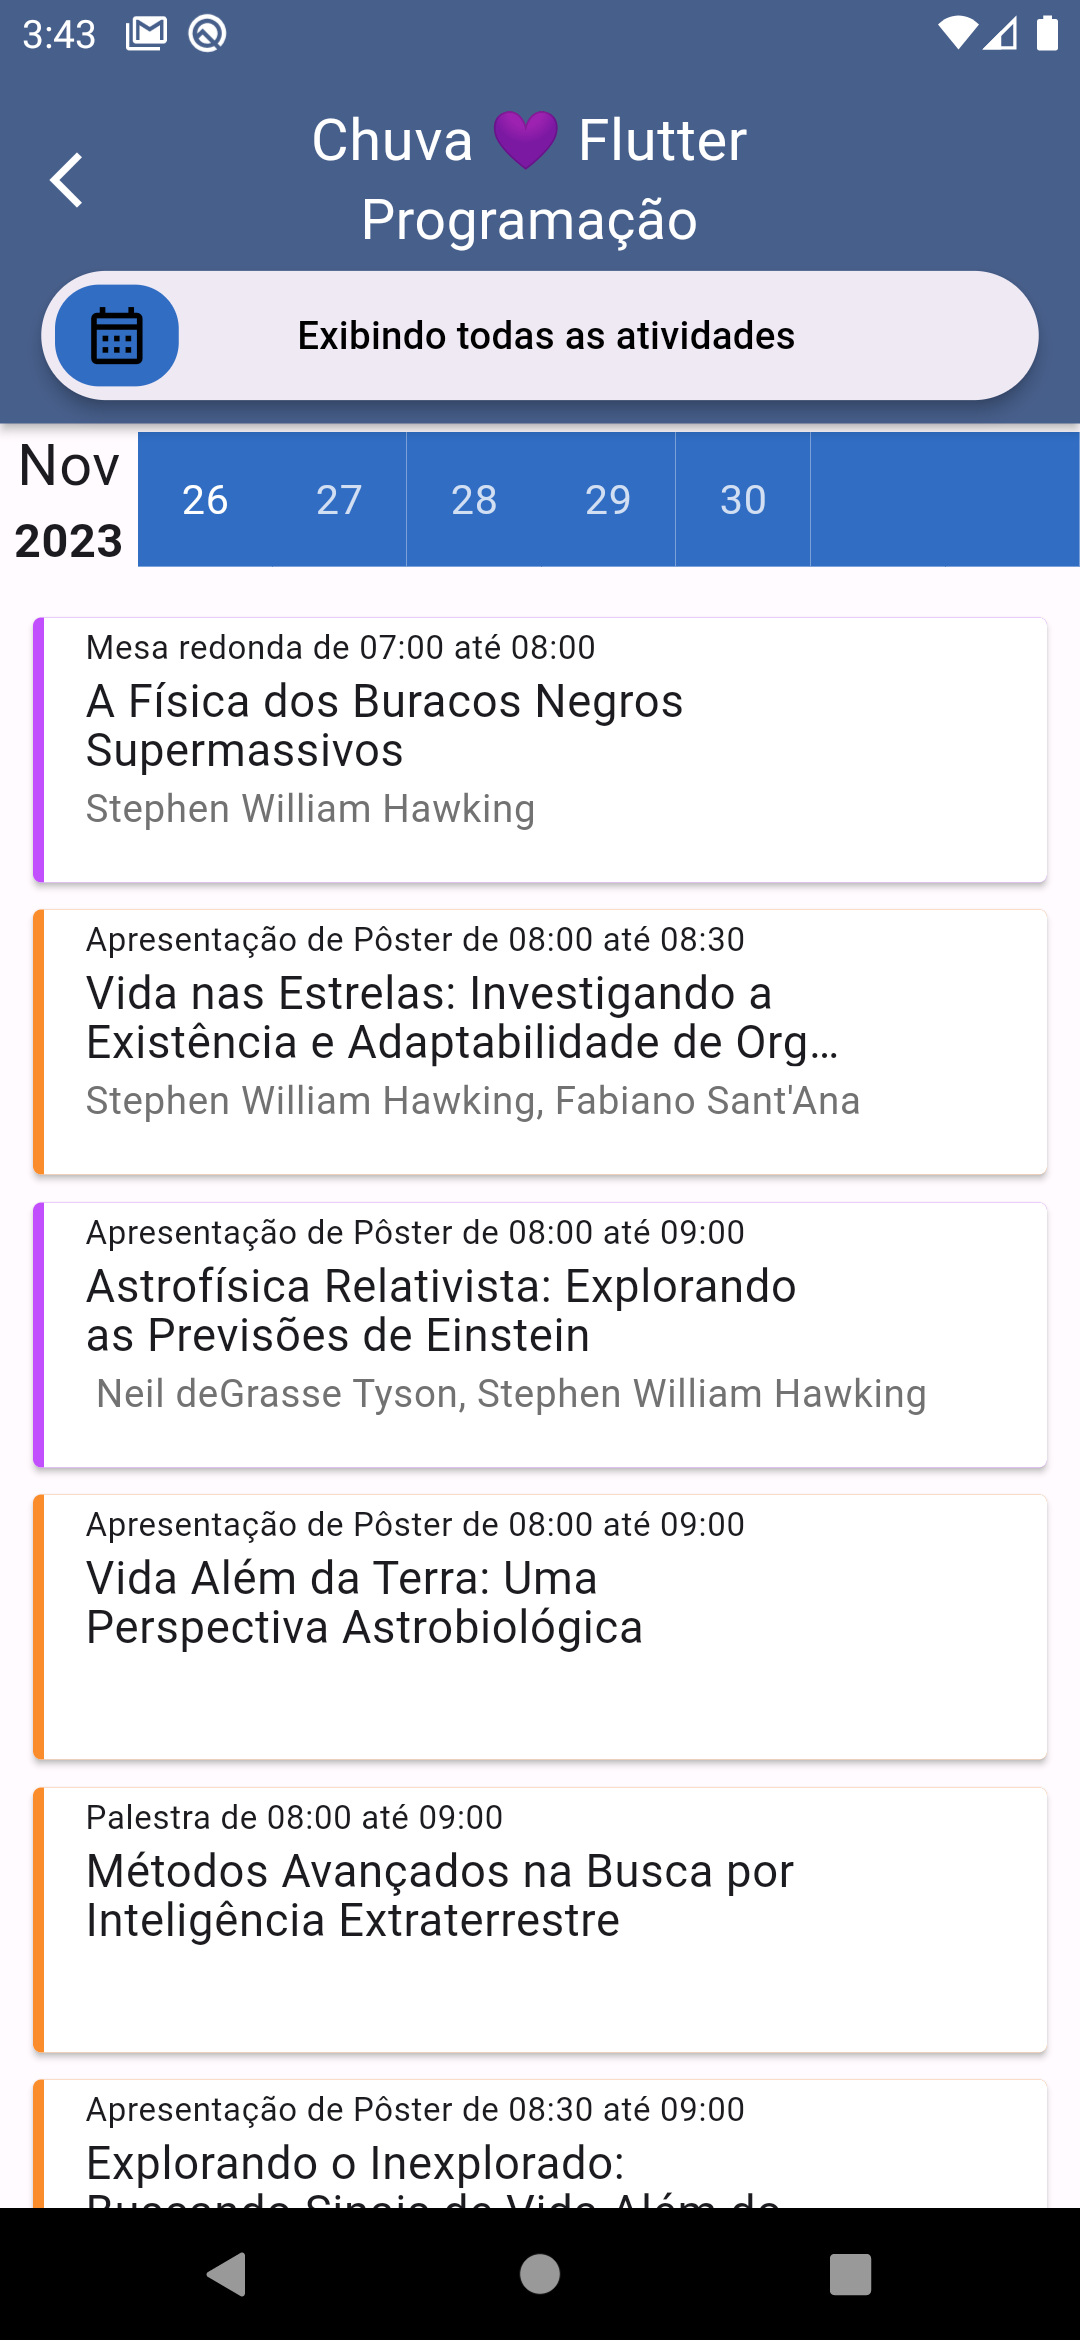 3:43
Chuva 💜 Flutter
Programação
Exibindo todas as atividades
Nov
2023
26 27 28 29 30
Mesa redonda de 07:00 até 08:00
A Física dos Buracos Negros
Supermassivos
Stephen William Hawking
Apresentação de Pôster de 08:00 até 08:30
Vida nas Estrelas: Investigando a
Existência e Adaptabilidade de Org...
Stephen William Hawking, Fabiano Sant'Ana
Apresentação de Pôster de 08:00 até 09:00
Astrofísica Relativista: Explorando
as Previsões de Einstein
Neil deGrasse Tyson, Stephen William Hawking
Apresentação de Pôster de 08:00 até 09:00
Vida Além da Terra: Uma
Perspectiva Astrobiológica
Palestra de 08:00 até 09:00
Métodos Avançados na Busca por
Inteligência Extraterrestre
Apresentação de Pôster de 08:30 até 09:00
Explorando o Inexplorado:
Buscando Sinais de Vida Além da